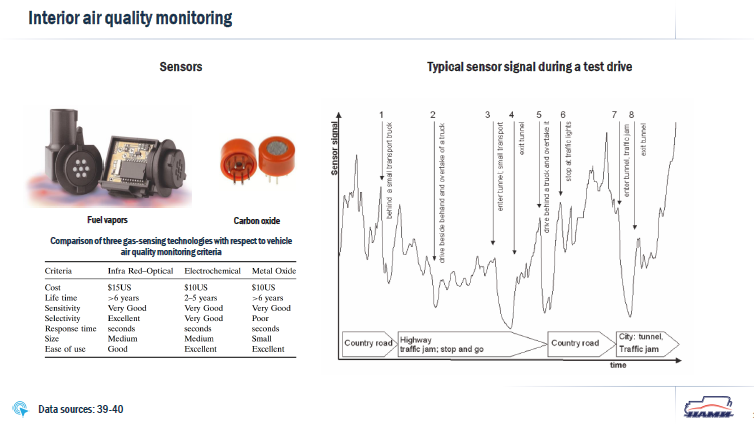 Interior air quality monitoring
Sensors
Typical sensor signal during a test drive
Fuel vapors
Carbon oxide
Comparison of three gas-sensing technologies with respect to vehicle
air quality monitoring criteria
Criteria Infra Red–Optical Electrochemical Metal Oxide
Cost $15US $10US $10US
Life time >6 years 2–5 years >6 years
Sensitivity Very Good Very Good Very Good
Selectivity Excellent Very Good Poor
Response time seconds seconds seconds
Size Medium Medium Small
Ease of use Good Excellent Excellent
Sensor signal
1 2 3 4 5 6 7 8
behind a small transport truck
drive beside behand and overtake of a truck
enter tunnel, small transport
exit tunnel
drive behind a truck and overtake it
stop at traffic lights
enter tunnel, traffic jam
exit tunnel
Country road
Highway
traffic jam; stop and go
Country road
City: tunnel,
Traffic jam
time
Data sources: 39-40